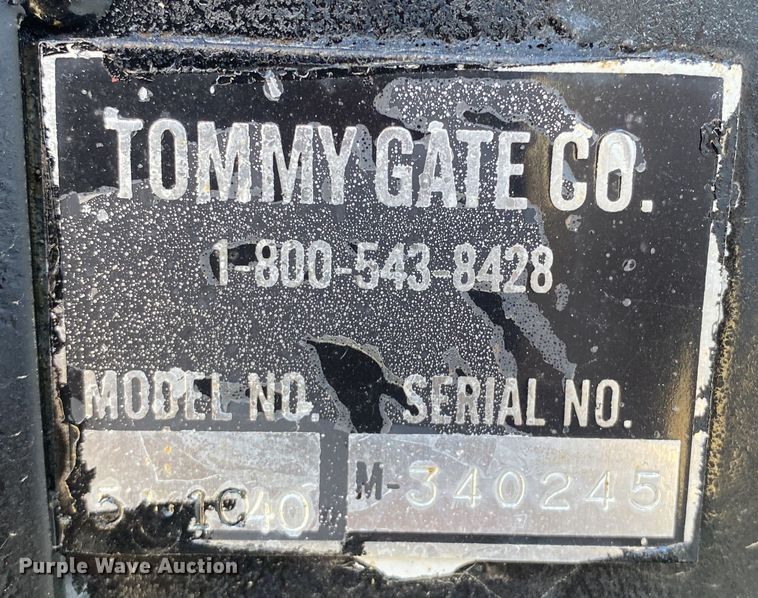 TOMMY GATE CO.
1-800-543-8428
MODEL NO. SERIAL NO.
M-340245
Purple Wave Auction